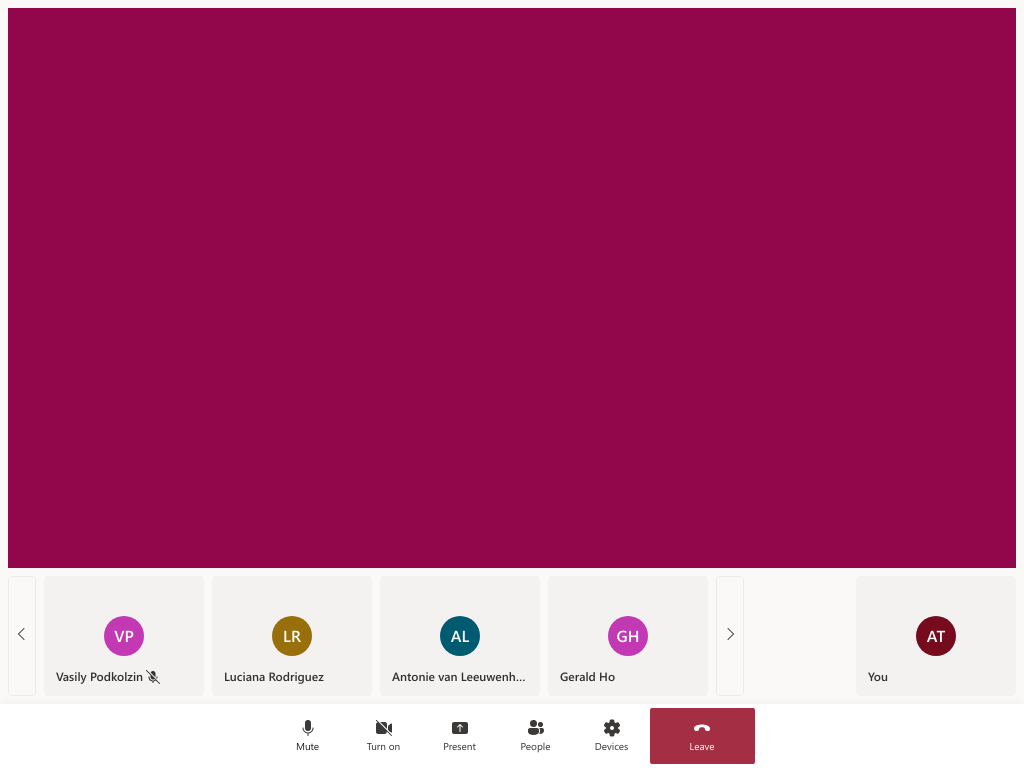 VP
Vasily Podkolzin
LR
Luciana Rodriguez
AL
Antonie van Leeuwenh...
GH
Gerald Ho
AT
You
Mute
Turn on
Present
People
Devices
Leave